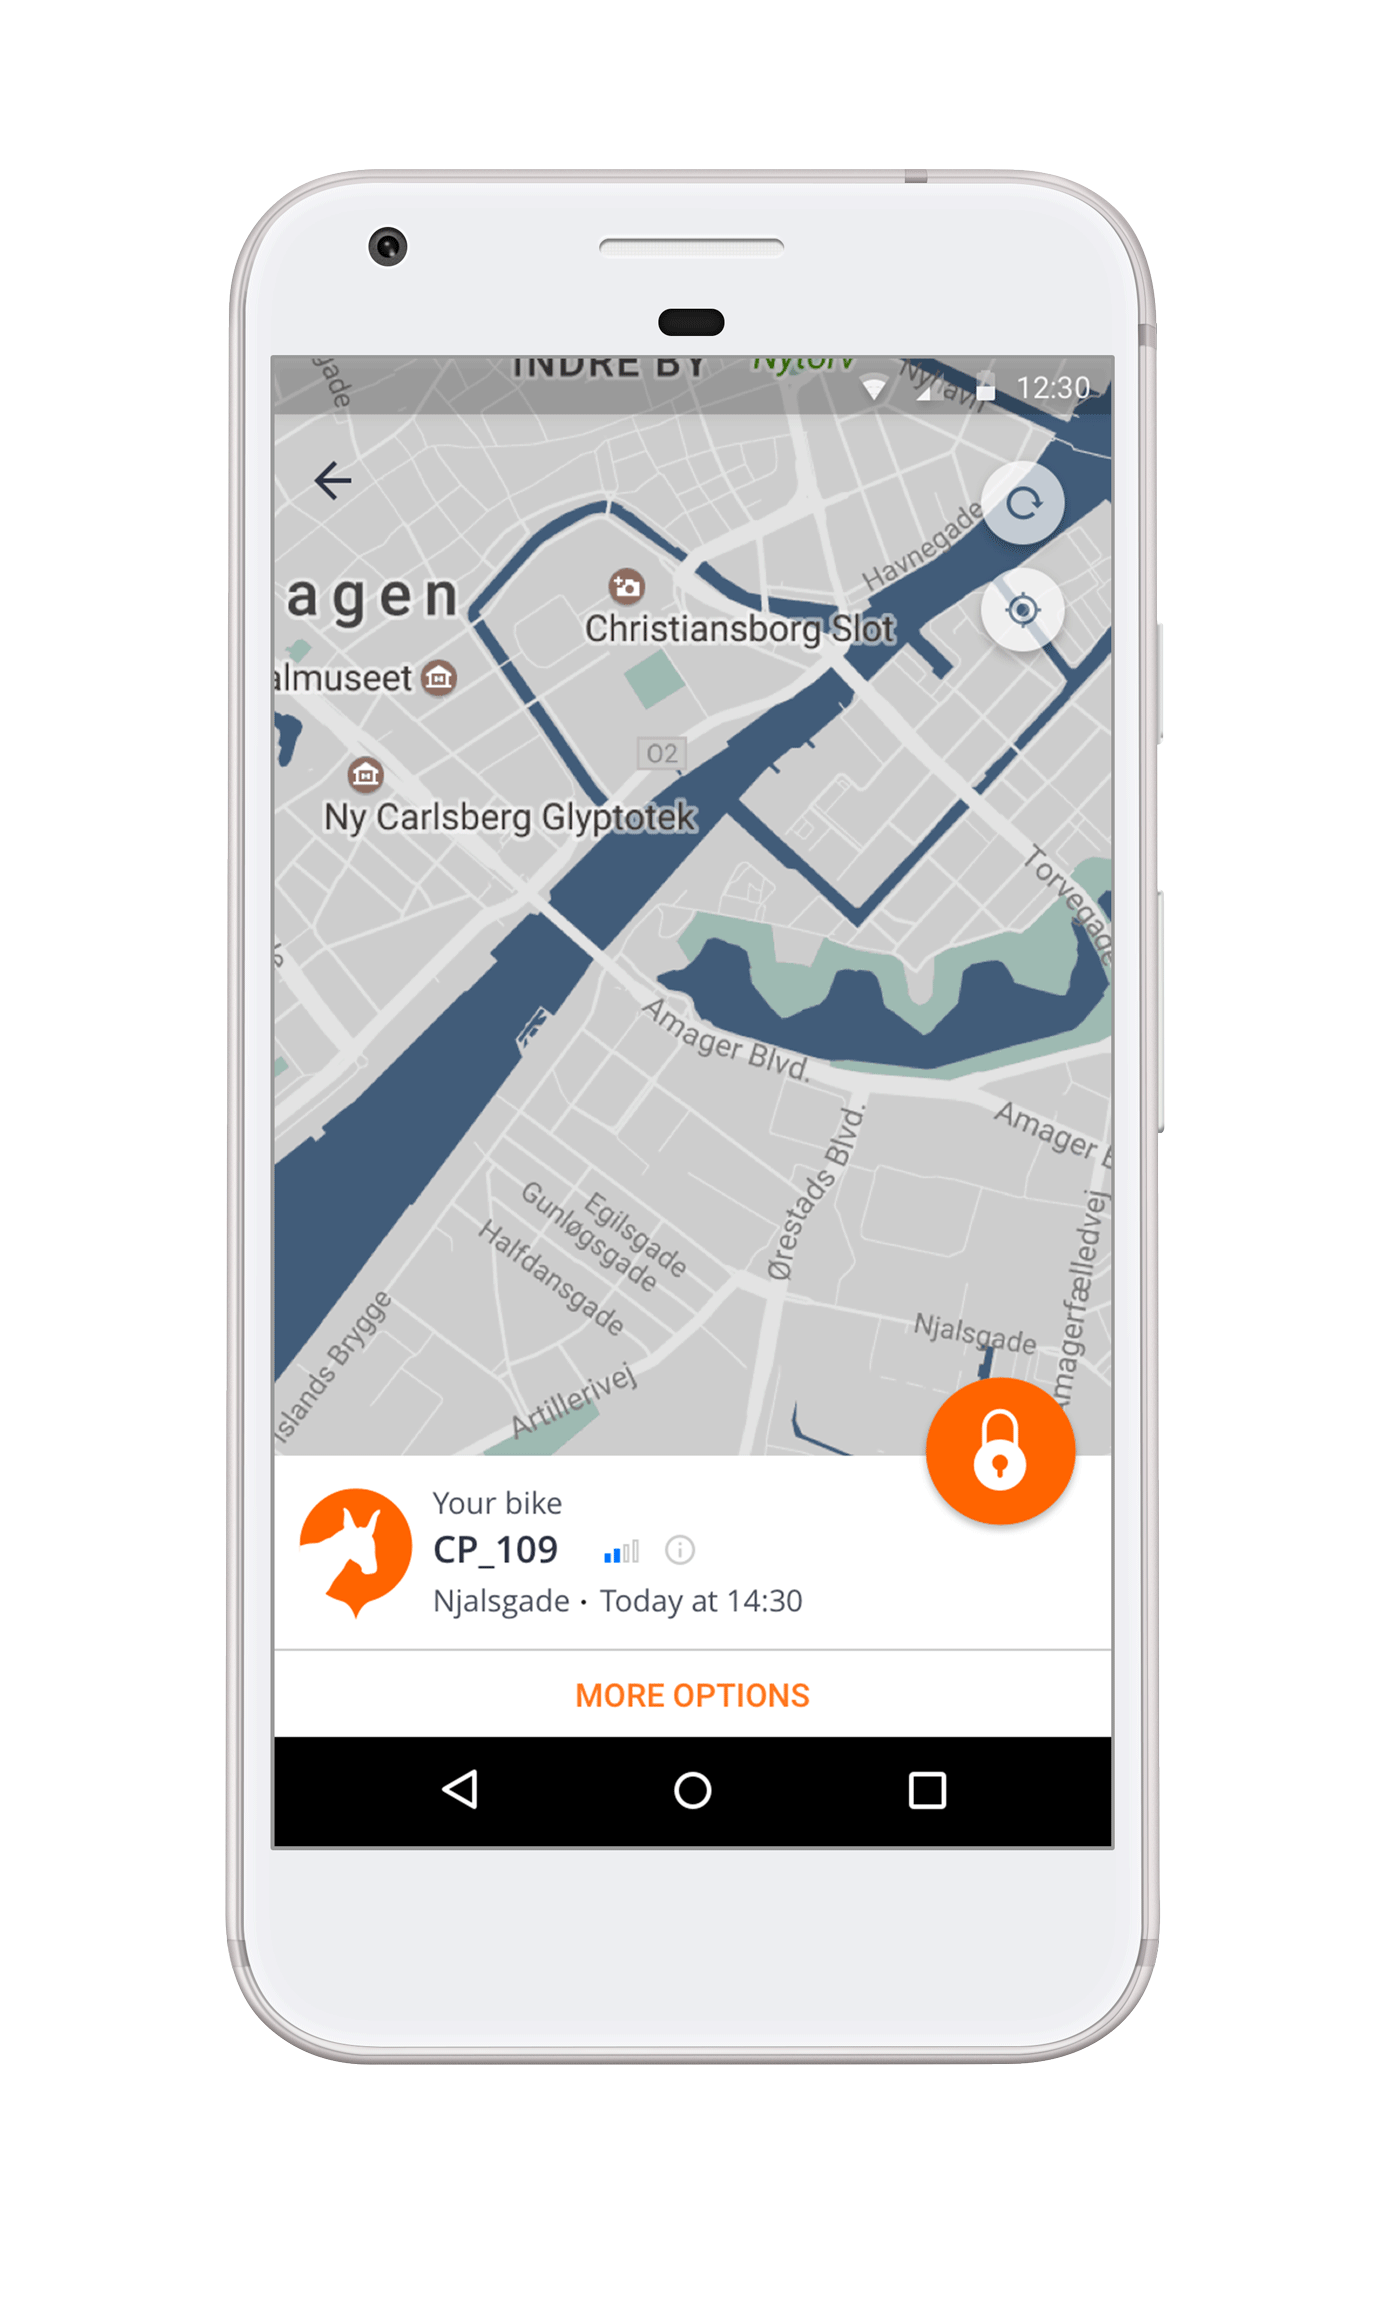 gade
INDRE BY
Nytorv
Nyhavn
12:30
Havnegade
agen
Christiansborg Slot
almuseet
O2
Ny Carlsberg Glyptotek
Torvegade
Amager Blvd.
Amager B
Ørestads Blvd.
Egilsgade
Gunløgsgade
Halfdansgade
Amagerfælledvej
Njalsgade
Islands Brygge
Artillerivej
Your bike
CP_109
Njalsgade • Today at 14:30
MORE OPTIONS